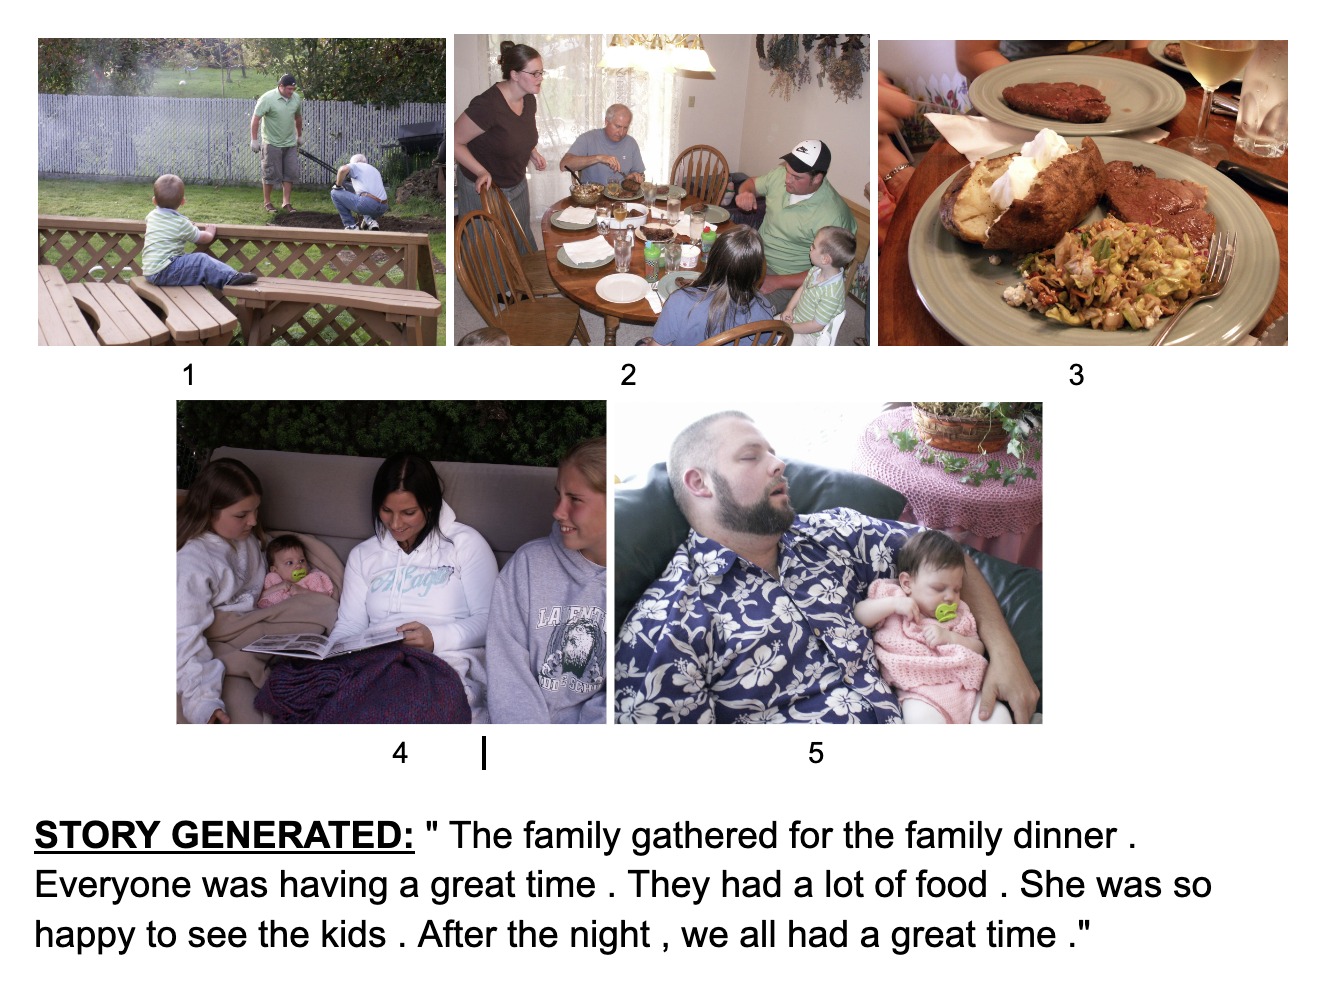 1
2
3
LA ENT
4
5
STORY GENERATED: " The family gathered for the family dinner .
Everyone was having a great time . They had a lot of food . She was so
happy to see the kids . After the night , we all had a great time ."